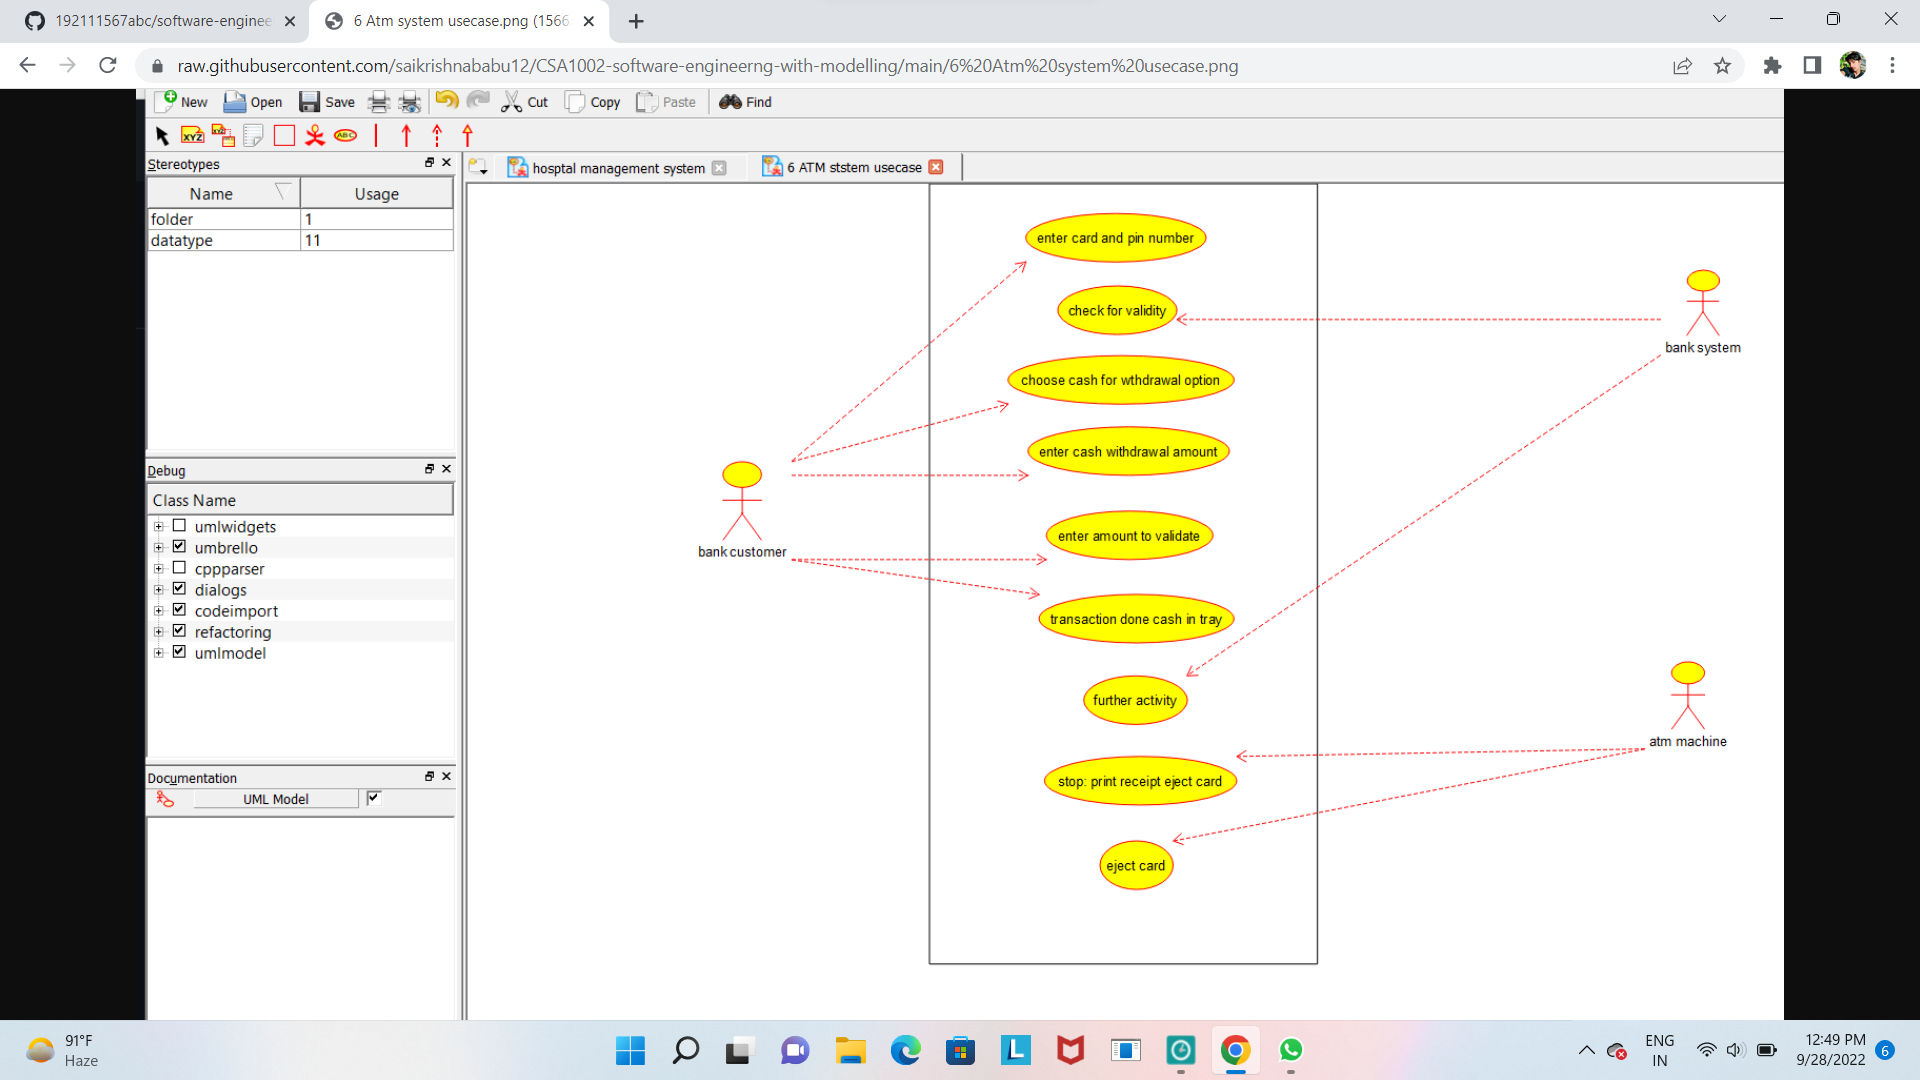 192111567abc/software-enginee
6 Atm system usecase.png (1566
raw.githubusercontent.com/saikrishnababu12/CSA1002-software-engineerng-with-modelling/main/6%20Atm%20system%20usecase.png
New Open Save Cut Copy Paste Find
XYZ ABC
Stereotypes
Name Usage
folder 1
datatype 11
hosptal management system
6 ATM ststem usecase
enter card and pin number
check for validity
bank system
choose cash for wthdrawal option
enter cash withdrawal amount
bank customer
enter amount to validate
transaction done cash in tray
further activity
atm machine
stop: print receipt eject card
eject card
Debug
Class Name
umlwidgets
umbrello
cppparser
dialogs
codeimport
refactoring
umlmodel
Documentation
UML Model
91°F
Haze
L
ENG
IN
12:49 PM
9/28/2022
6